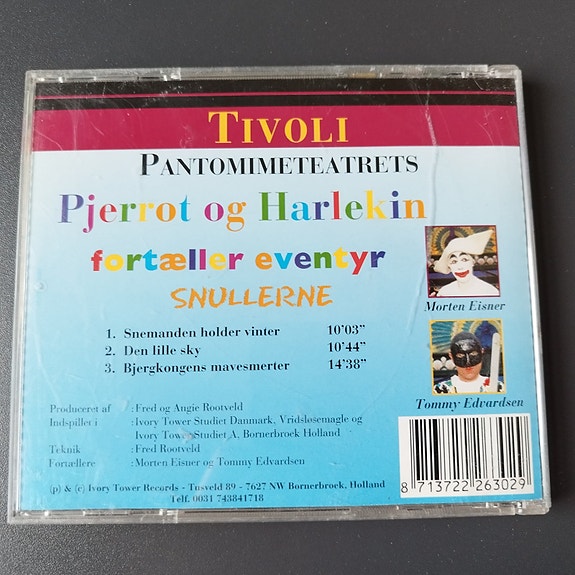 TIVOLI
PANTOMIMETEATRETS
Pjerrot og Harlekin
fortæller eventyr
SNULLERNE
1. Snemanden holder vinter 10'03"
2. Den lille sky 10'44"
3. Bjergkongens mavesmerter 14'38"
Morten Eisner
Tommy Edvardsen
Produceret af : Fred og Angie Rootveld
Indspiller i : Ivory Tower Studiet Danmark, Vridsløsemagle og
Ivory Tower Studiet A, Bornerbroek Holland
Teknik : Fred Rootveld
Fortællere : Morten Eisner og Tommy Edvardsen
(p) & (c) Ivory Tower Records - Tusveld 89 - 7627 NW Bornerbroek, Holland
Telf. 0031 743841718
8 713722 263029